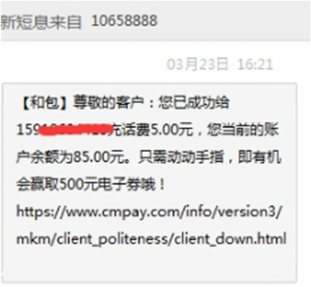 新短息来自 10658888
03月23日 16:21
【和包】尊敬的客户：您已成功给
159 充话费5.00元，您当前的账
户余额为85.00元。只需动动手指，即有机
会赢取500元电子券哦！
https://www.cmpay.com/info/version3/
mkm/client_politeness/client_down.html